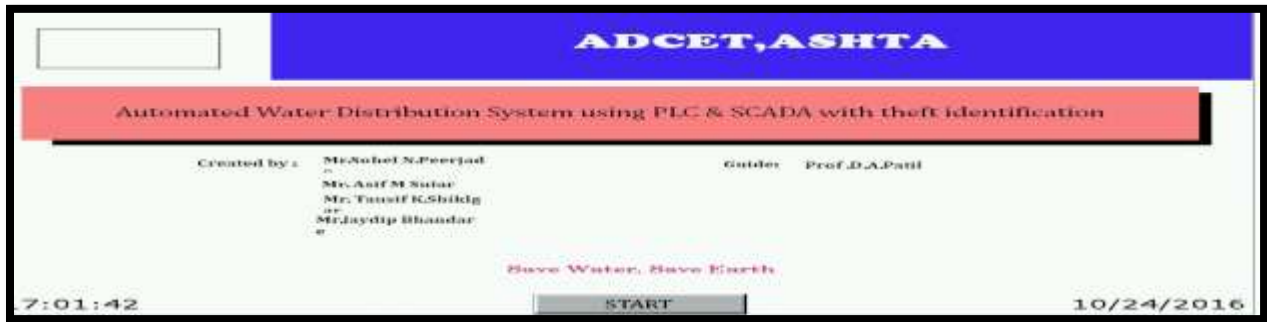 ADCET,ASHTA
Automated Water Distribution System using PLC & SCADA with theft identification
Created by : Mr.Sohel N.Peerjad
e
Mr. Asif M Sutar
Mr. Tausif K.Shiklg
ar
Mr.Jaydip Bhandar
e
Guide: Prof.D.A.Patil
Save Water, Save Earth
17:01:42 START 10/24/2016